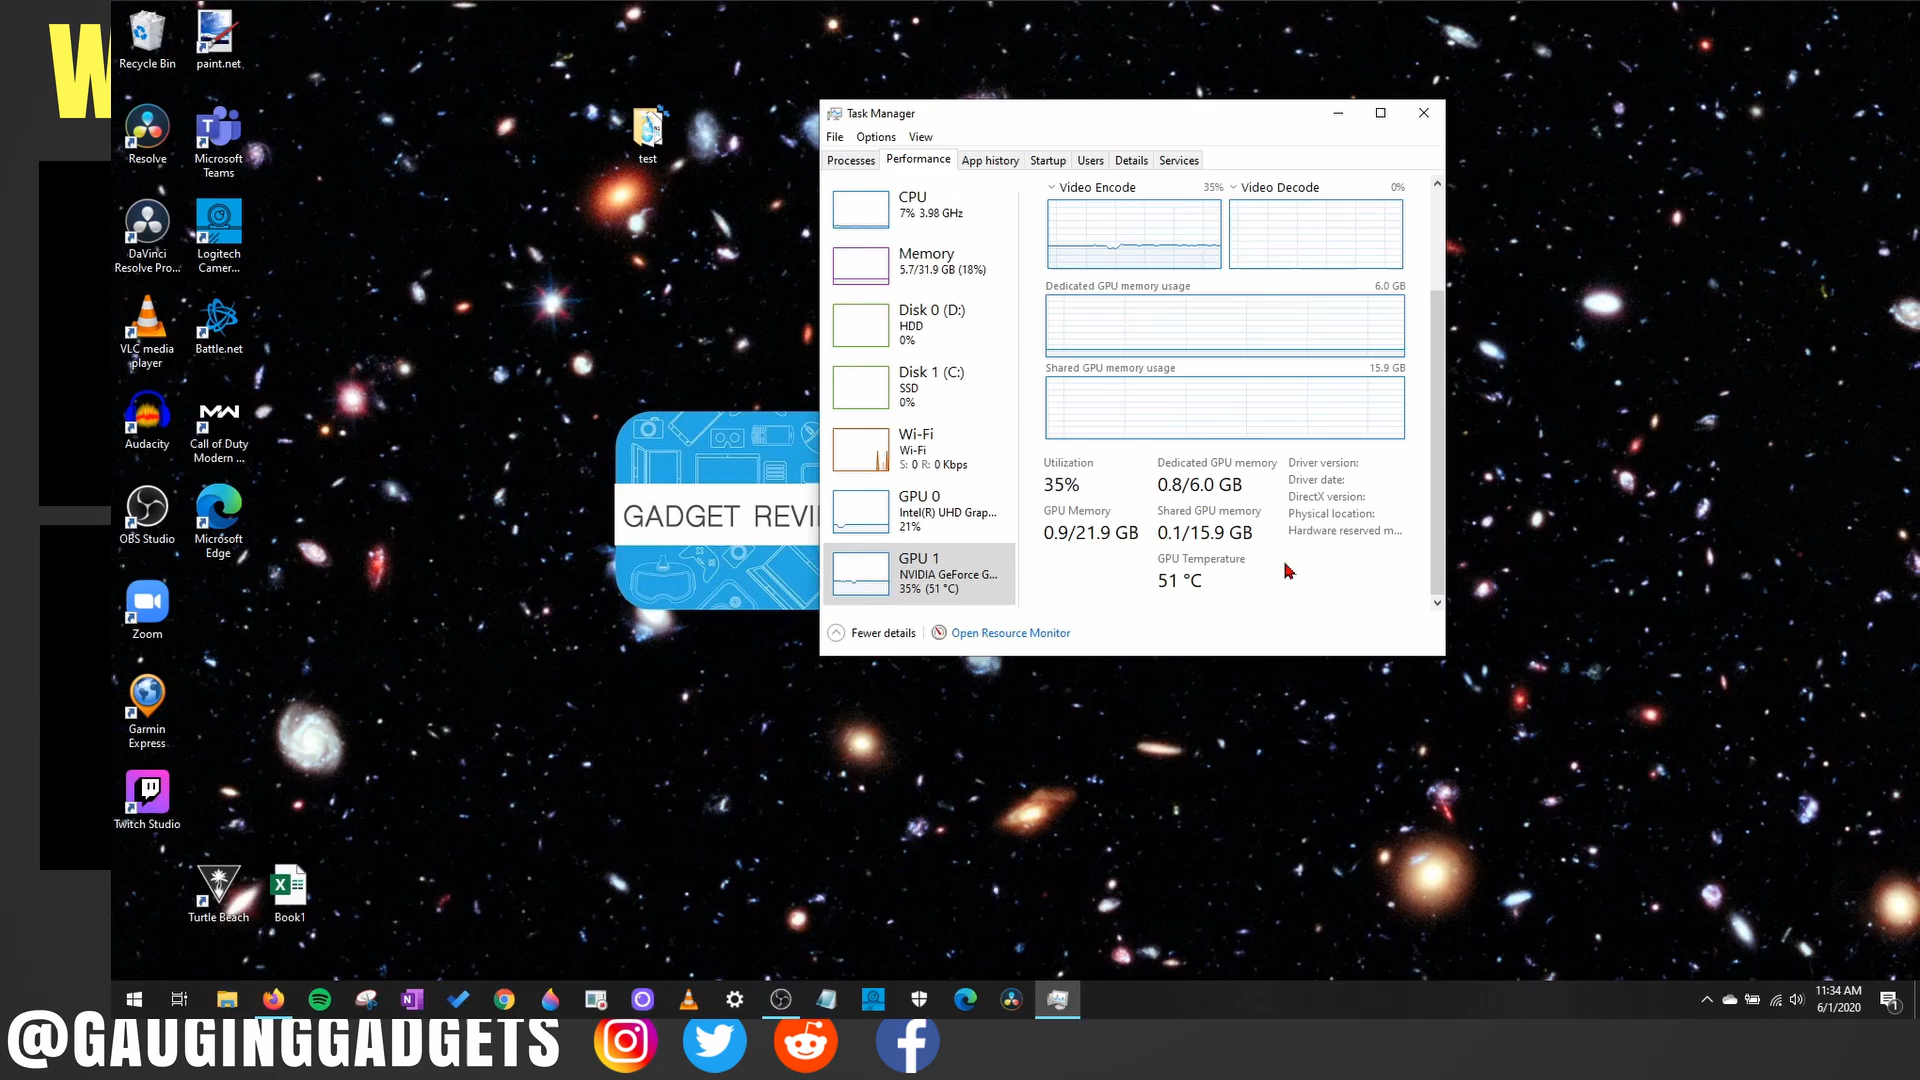 W
Recycle Bin
paint.net
Resolve
Microsoft
Teams
test
DaVinci
Resolve Pro...
Logitech
Camer...
VLC media
player
Battle.net
Audacity
MW
Call of Duty
Modern ...
OBS Studio
Microsoft
Edge
Zoom
Garmin
Express
Twitch Studio
Turtle Beach
Book1
GADGET REVI
Task Manager
File Options View
Processes Performance App history Startup Users Details Services
CPU
7% 3.98 GHz
Memory
5.7/31.9 GB (18%)
Disk 0 (D:)
HDD
0%
Disk 1 (C:)
SSD
0%
Wi-Fi
Wi-Fi
S: 0 R: 0 Kbps
GPU 0
Intel(R) UHD Grap...
21%
GPU 1
NVIDIA GeForce G...
35% (51 °C)
Video Encode 35% Video Decode 0%
Dedicated GPU memory usage 6.0 GB
Shared GPU memory usage 15.9 GB
Utilization
35%
Dedicated GPU memory
0.8/6.0 GB
Driver version:
Driver date:
DirectX version:
Physical location:
Hardware reserved m...
GPU Memory
0.9/21.9 GB
Shared GPU memory
0.1/15.9 GB
GPU Temperature
51 °C
Fewer details Open Resource Monitor
11:34 AM
6/1/2020
@GAUGINGGADGETS